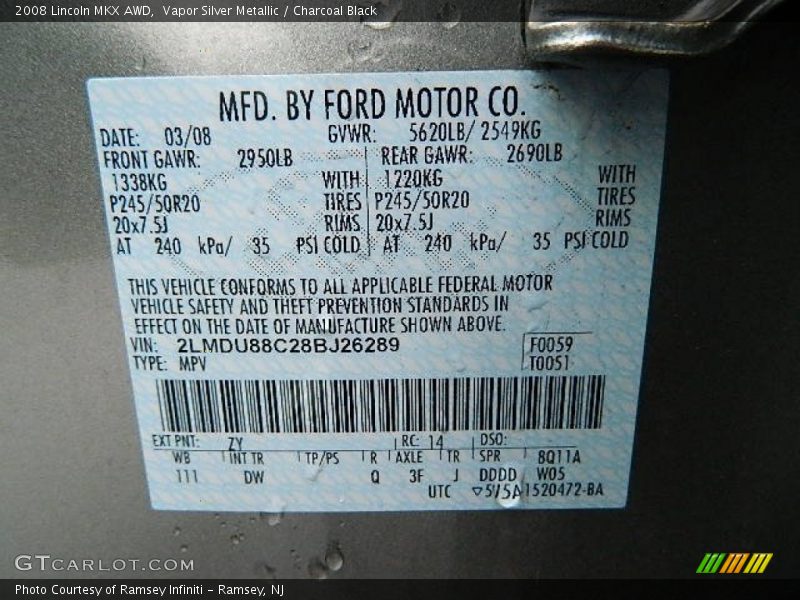 2008 Lincoln MKX AWD,  Vapor Silver Metallic / Charcoal Black
MFD. BY FORD MOTOR CO.
DATE: 03/08 GVWR: 5620LB/ 2549KG
FRONT GAWR: 2950LB REAR GAWR: 2690LB
1338KG WITH 1220KG WITH
P245/50R20 TIRES P245/50R20 TIRES
20x7.5J RIMS 20x7.5J RIMS
AT 240 kPa/ 35 PSI COLD AT 240 kPa/ 35 PSI COLD
THIS VEHICLE CONFORMS TO ALL APPLICABLE FEDERAL MOTOR
VEHICLE SAFETY AND THEFT PREVENTION STANDARDS IN
EFFECT ON THE DATE OF MANUFACTURE SHOWN ABOVE.
VIN: 2LMDU88C28BJ26289 F0059
TYPE: MPV T0051
EXT PNT: ZY RC: 14 DSO:
WB INT TR TP/PS R AXLE TR SPR 8Q11A
111 DW Q 3F J DDDD W05
UTC ▽5V5A 1520472-BA
GTCARLOT.COM
Photo Courtesy of Ramsey Infiniti - Ramsey, NJ